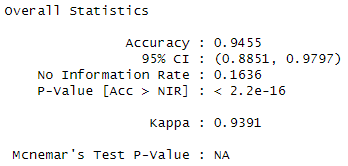 Overall Statistics
Accuracy : 0.9455
95% CI : (0.8851, 0.9797)
No Information Rate : 0.1636
P-Value [Acc > NIR] : < 2.2e-16
Kappa : 0.9391
Mcnemar's Test P-Value : NA